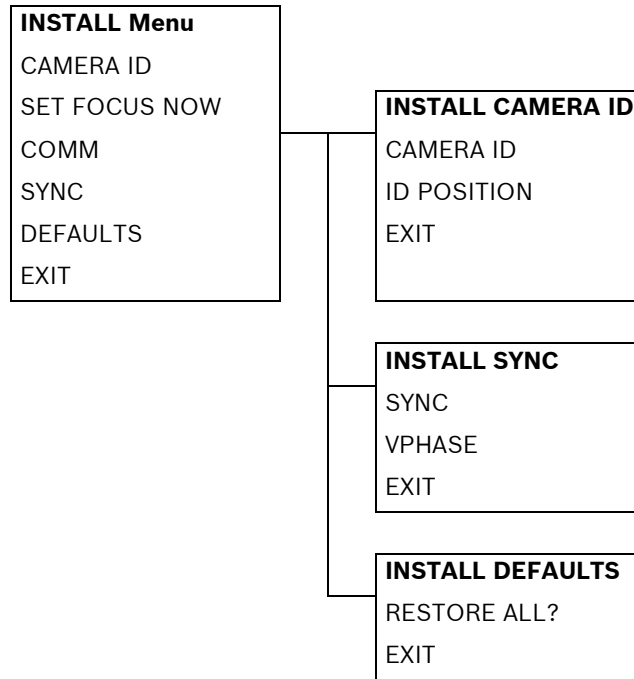 INSTALL Menu
CAMERA ID
SET FOCUS NOW
COMM
SYNC
DEFAULTS
EXIT
INSTALL CAMERA ID
CAMERA ID
ID POSITION
EXIT
INSTALL SYNC
SYNC
VPHASE
EXIT
INSTALL DEFAULTS
RESTORE ALL?
EXIT